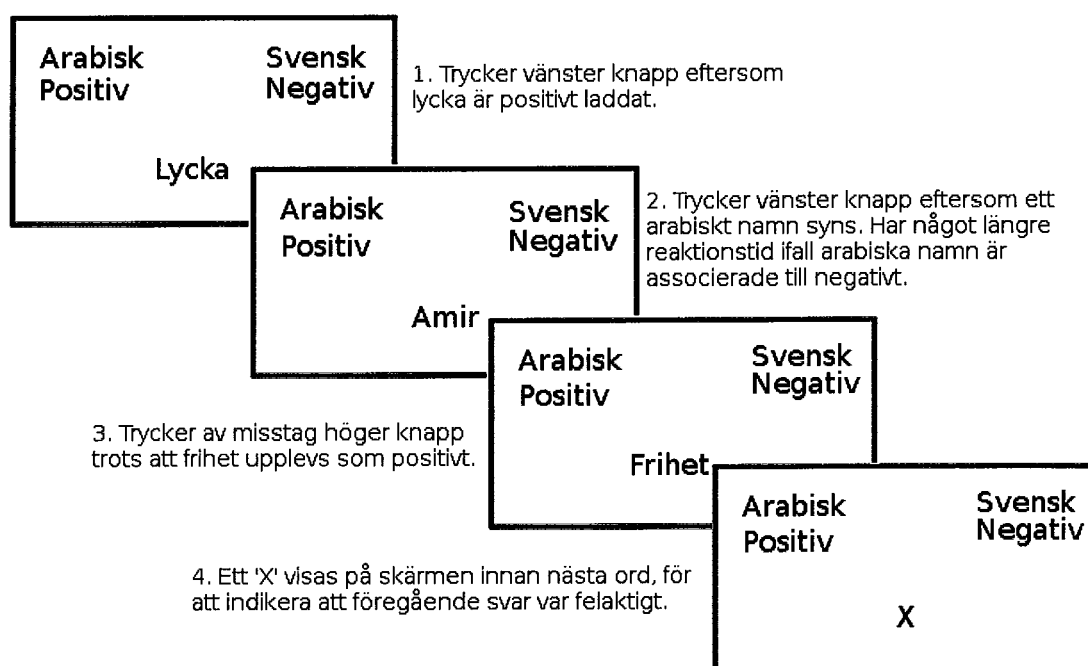 Arabisk Svensk
Positiv Negativ
Lycka
1. Trycker vänster knapp eftersom
lycka är positivt laddat.
Arabisk Svensk
Positiv Negativ
Amir
2. Trycker vänster knapp eftersom ett
arabiskt namn syns. Har något längre
reaktionstid ifall arabiska namn är
associerade till negativt.
Arabisk Svensk
Positiv Negativ
Frihet
3. Trycker av misstag höger knapp
trots att frihet upplevs som positivt.
Arabisk Svensk
Positiv Negativ
X
4. Ett 'X' visas på skärmen innan nästa ord, för
att indikera att föregående svar var felaktigt.